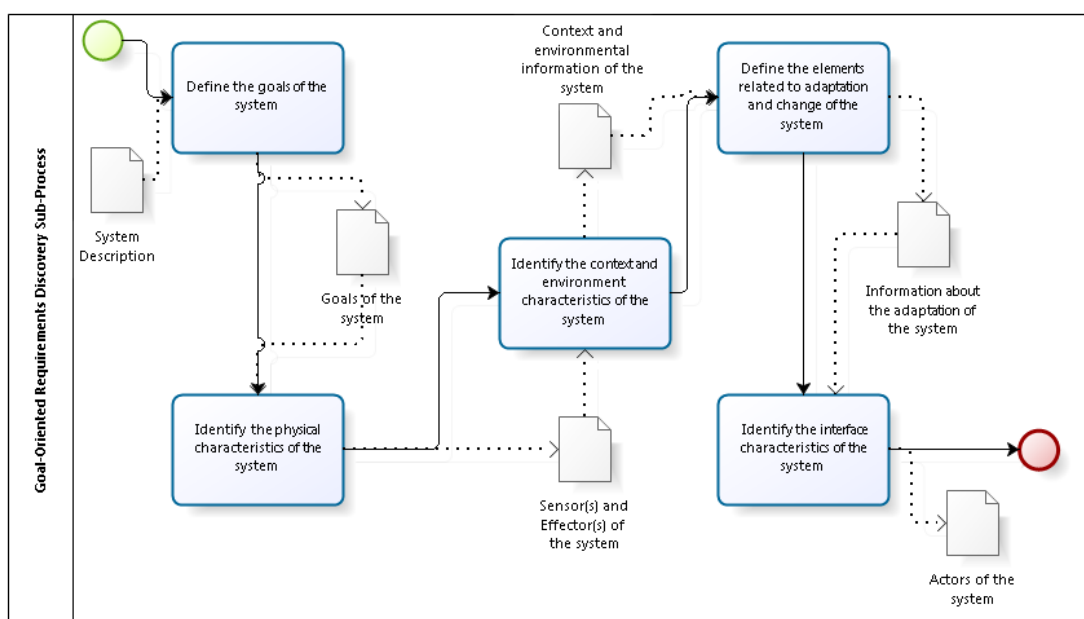 Goal-Oriented Requirements Discovery Sub-Process
Define the goals of the
system
System
Description
Goals of the
system
Identify the physical
characteristics of the
system
Context and
environmental
information of the
system
Identify the context and
environment
characteristics of the
system
Sensor(s) and
Effector(s) of
the system
Define the elements
related to adaptation
and change of the
system
Information about
the adaptation of
the system
Identify the interface
characteristics of the
system
Actors of the
system